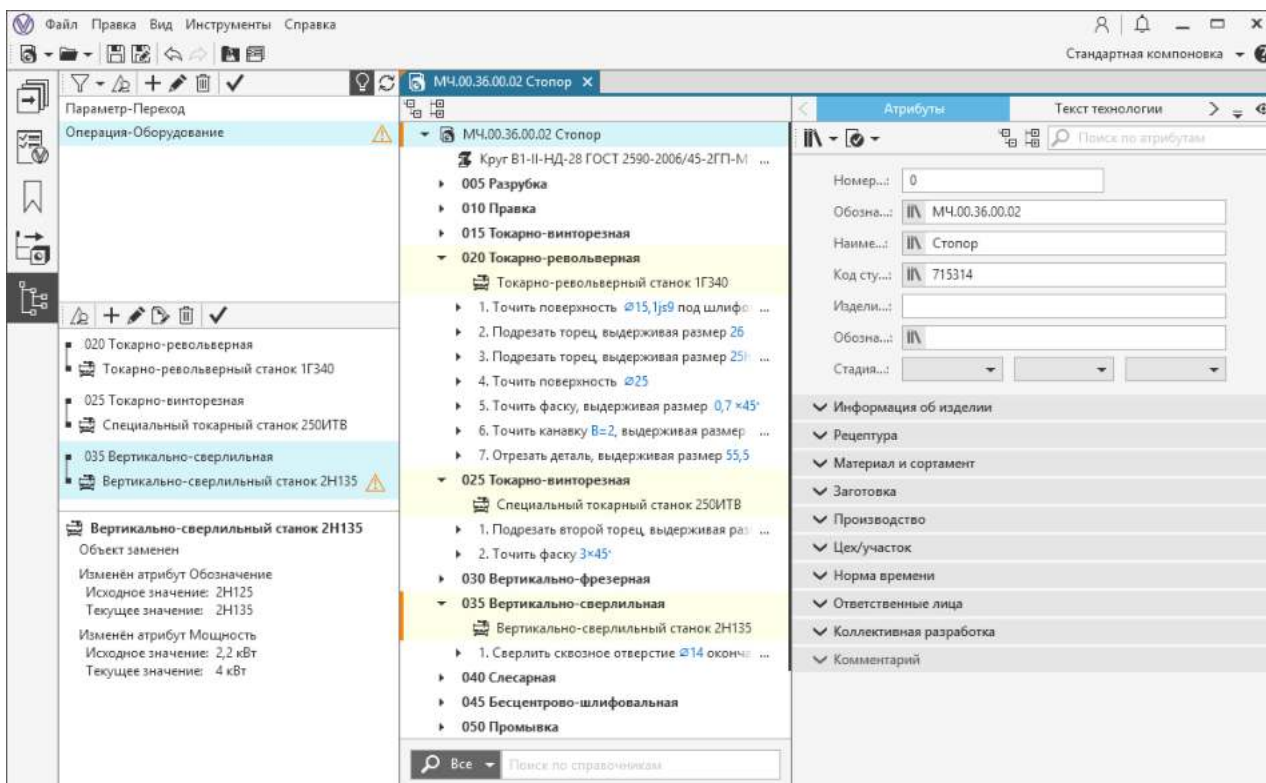 Файл Правка Вид Инструменты Справка
Стандартная компоновка
Параметр-Переход
Операция-Оборудование
020 Токарно-револьверная
Токарно-револьверный станок 1Г340
025 Токарно-винторезная
Специальный токарный станок 250ИТВ
035 Вертикально-сверлильная
Вертикально-сверлильный станок 2Н135
Вертикально-сверлильный станок 2Н135
Объект заменен
Изменён атрибут Обозначение
Исходное значение: 2Н125
Текущее значение: 2Н135
Изменён атрибут Мощность
Исходное значение: 2,2 кВт
Текущее значение: 4 кВт
МЧ.00.36.00.02 Стопор
МЧ.00.36.00.02 Стопор
Круг В1-II-НД-28 ГОСТ 2590-2006/45-2ГП-М ...
005 Разрубка
010 Правка
015 Токарно-винторезная
020 Токарно-револьверная
Токарно-револьверный станок 1Г340
1. Точить поверхность ⌀15,1js9 под шлифо ...
2. Подрезать торец, выдерживая размер 26
3. Подрезать торец, выдерживая размер 25h ...
4. Точить поверхность ⌀25
5. Точить фаску, выдерживая размер 0,7 ×45°
6. Точить канавку B=2, выдерживая размер ...
7. Отрезать деталь, выдерживая размер 55,5
025 Токарно-винторезная
Специальный токарный станок 250ИТВ
1. Подрезать второй торец, выдерживая раз ...
2. Точить фаску 3×45°
030 Вертикально-фрезерная
035 Вертикально-сверлильная
Вертикально-сверлильный станок 2Н135
1. Сверлить сквозное отверстие ⌀14 оконча ...
040 Слесарная
045 Бесцентрово-шлифовальная
050 Промывка
Все Поиск по справочникам
Атрибуты Текст технологии
Поиск по атрибутам
Номер...: 0
Обозна...: МЧ.00.36.00.02
Наиме...: Стопор
Код сту...: 715314
Издели...:
Обозна...:
Стадия...:
Информация об изделии
Рецептура
Материал и сортамент
Заготовка
Производство
Цех/участок
Норма времени
Ответственные лица
Коллективная разработка
Комментарий